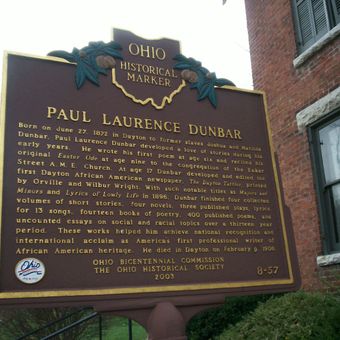 OHIO
HISTORICAL
MARKER
PAUL LAURENCE DUNBAR
Born on June 27, 1872 in Dayton to former slaves Joshua and Matilda
Dunbar, Paul Laurence Dunbar developed a love of stories during his
early years. He wrote his first poem at age six and recited his
original Easter Ode at age nine to the congregation of the Eaker
Street A.M.E. Church. At age 17 Dunbar developed and edited the
first Dayton African American newspaper, The Dayton Tattler, printed
by Orville and Wilbur Wright. With such notable titles as Majors and
Minors and Lyrics of Lowly Life in 1896, Dunbar finished four collected
volumes of short stories, four novels, three published plays, lyrics
for 13 songs, fourteen books of poetry, 400 published poems, and
uncounted essays on social and racial topics over a thirteen year
period. These works helped him achieve national recognition and
international acclaim as America's first professional writer of
African American heritage. He died in Dayton on February 9, 1906.
OHIO BICENTENNIAL COMMISSION
THE OHIO HISTORICAL SOCIETY
2003
8-57
Ohio